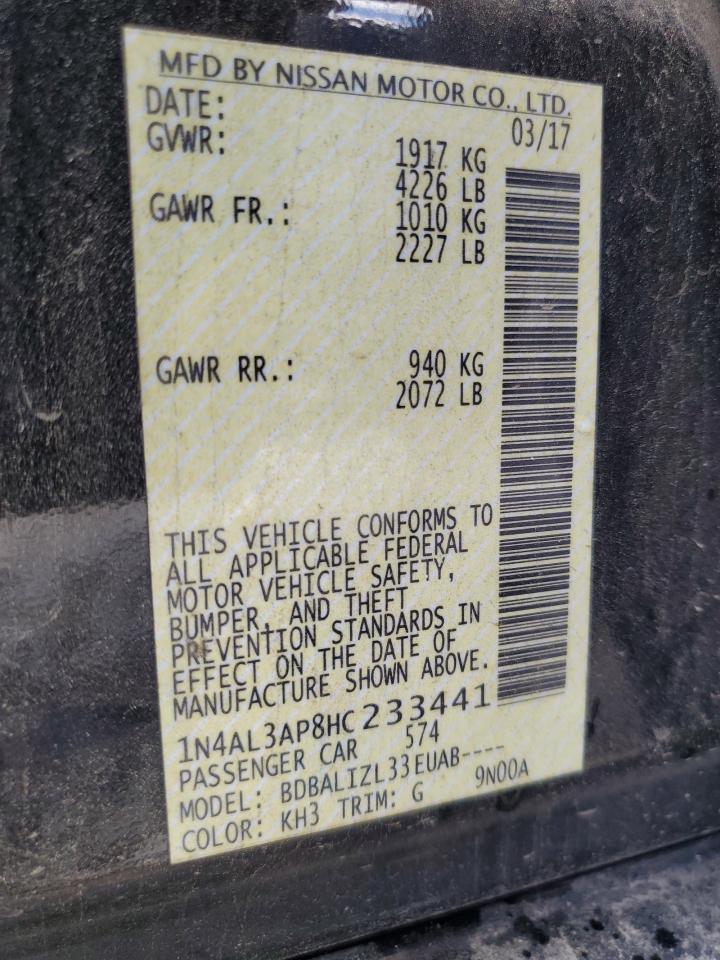 MFD BY NISSAN MOTOR CO., LTD.
DATE: 03/17
GVWR: 1917 KG
4226 LB
GAWR FR.: 1010 KG
2227 LB
GAWR RR.: 940 KG
2072 LB
THIS VEHICLE CONFORMS TO
ALL APPLICABLE FEDERAL
MOTOR VEHICLE SAFETY,
BUMPER, AND THEFT
PREVENTION STANDARDS IN
EFFECT ON THE DATE OF
MANUFACTURE SHOWN ABOVE.
1N4AL3AP8HC233441
PASSENGER CAR 574
MODEL: BDBALIZL33EUAB----
COLOR: KH3 TRIM: G 9N00A